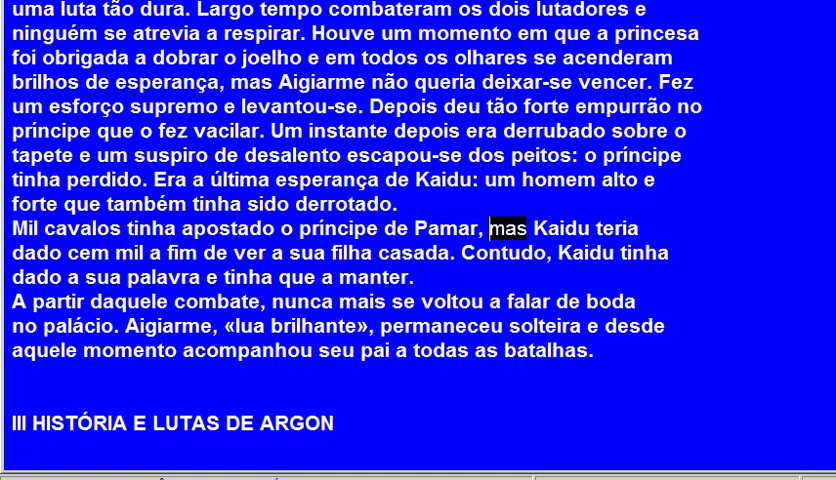 uma luta tão dura. Largo tempo combateram os dois lutadores e
ninguém se atrevia a respirar. Houve um momento em que a princesa
foi obrigada a dobrar o joelho e em todos os olhares se acenderam
brilhos de esperança, mas Aigiarme não queria deixar-se vencer. Fez
um esforço supremo e levantou-se. Depois deu tão forte empurrão no
príncipe que o fez vacilar. Um instante depois era derrubado sobre o
tapete e um suspiro de desalento escapou-se dos peitos: o príncipe
tinha perdido. Era a última esperança de Kaidu: um homem alto e
forte que também tinha sido derrotado.
Mil cavalos tinha apostado o príncipe de Pamar, mas Kaidu teria
dado cem mil a fim de ver a sua filha casada. Contudo, Kaidu tinha
dado a sua palavra e tinha que a manter.
A partir daquele combate, nunca mais se voltou a falar de boda
no palácio. Aigiarme, «lua brilhante», permaneceu solteira e desde
aquele momento acompanhou seu pai a todas as batalhas.
III HISTÓRIA E LUTAS DE ARGON